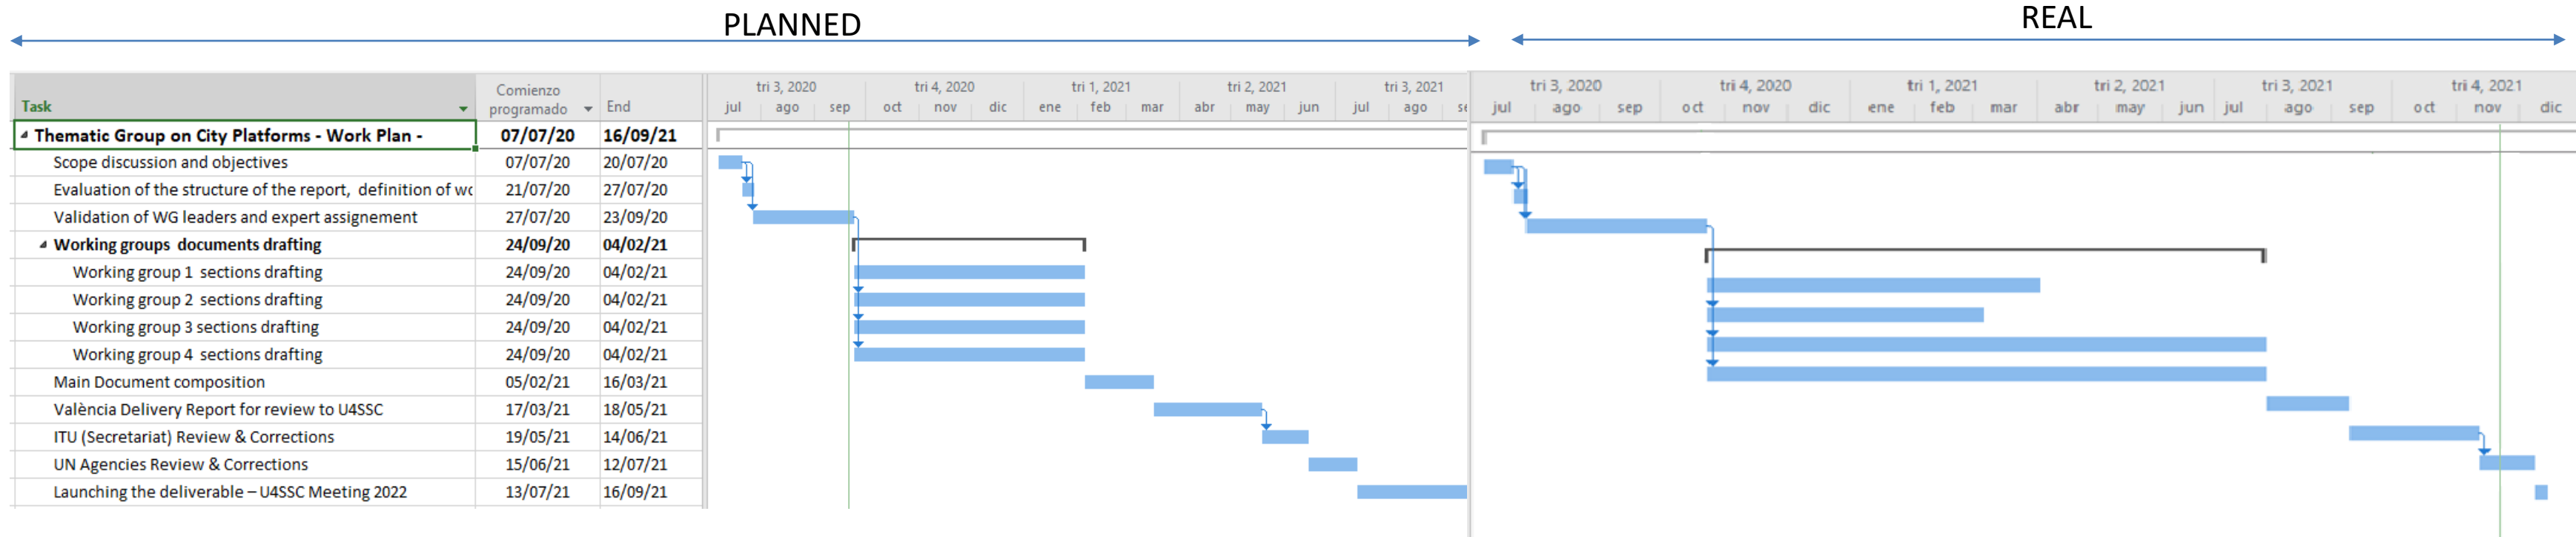 PLANNED
REAL
Task Comienzo programado End
tri 3, 2020 tri 4, 2020 tri 1, 2021 tri 2, 2021 tri 3, 2021
jul ago sep oct nov dic ene feb mar abr may jun jul ago se
tri 3, 2020 tri 4, 2020 tri 1, 2021 tri 2, 2021 tri 3, 2021 tri 4, 2021
jul ago sep oct nov dic ene feb mar abr may jun jul ago sep oct nov dic
Thematic Group on City Platforms - Work Plan - 07/07/20 16/09/21
Scope discussion and objectives 07/07/20 20/07/20
Evaluation of the structure of the report, definition of wc 21/07/20 27/07/20
Validation of WG leaders and expert assignement 27/07/20 23/09/20
Working groups documents drafting 24/09/20 04/02/21
Working group 1 sections drafting 24/09/20 04/02/21
Working group 2 sections drafting 24/09/20 04/02/21
Working group 3 sections drafting 24/09/20 04/02/21
Working group 4 sections drafting 24/09/20 04/02/21
Main Document composition 05/02/21 16/03/21
València Delivery Report for review to U4SSC 17/03/21 18/05/21
ITU (Secretariat) Review & Corrections 19/05/21 14/06/21
UN Agencies Review & Corrections 15/06/21 12/07/21
Launching the deliverable – U4SSC Meeting 2022 13/07/21 16/09/21